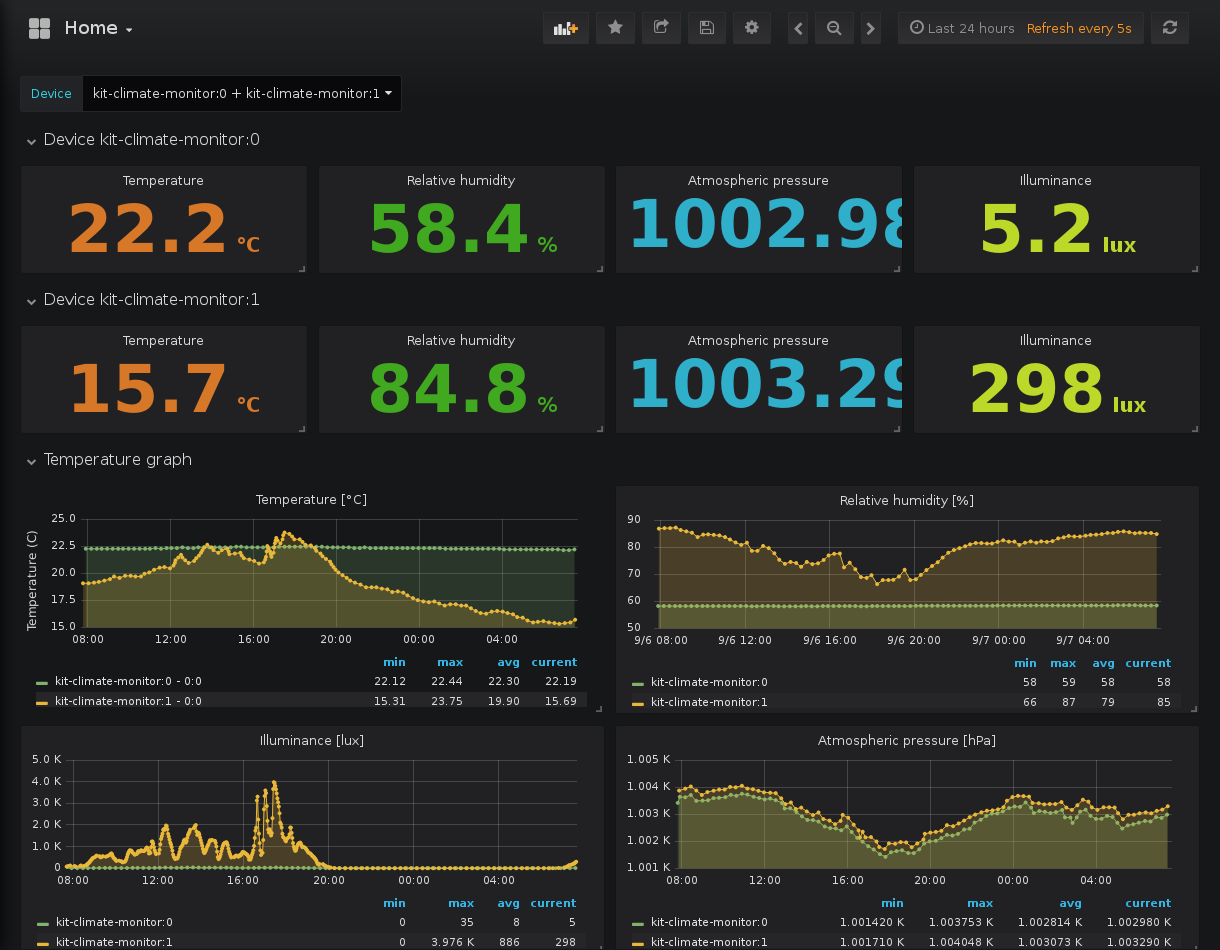 Home
Last 24 hours Refresh every 5s
Device kit-climate-monitor:0 + kit-climate-monitor:1
Device kit-climate-monitor:0
Temperature Relative humidity Atmospheric pressure Illuminance
22.2 °C 58.4 % 1002.98 5.2 lux
Device kit-climate-monitor:1
Temperature Relative humidity Atmospheric pressure Illuminance
15.7 °C 84.8 % 1003.29 298 lux
Temperature graph
Temperature [°C]
Temperature (C)
25.0
22.5
20.0
17.5
15.0
08:00 12:00 16:00 20:00 00:00 04:00
min max avg current
kit-climate-monitor:0 - 0:0 22.12 22.44 22.30 22.19
kit-climate-monitor:1 - 0:0 15.31 23.75 19.90 15.69
Relative humidity [%]
90
80
70
60
50
9/6 08:00 9/6 12:00 9/6 16:00 9/6 20:00 9/7 00:00 9/7 04:00
min max avg current
kit-climate-monitor:0 58 59 58 58
kit-climate-monitor:1 66 87 79 85
Illuminance [lux]
5.0 K
4.0 K
3.0 K
2.0 K
1.0 K
0
08:00 12:00 16:00 20:00 00:00 04:00
min max avg current
kit-climate-monitor:0 0 35 8 5
kit-climate-monitor:1 0 3.976 K 886 298
Atmospheric pressure [hPa]
1.005 K
1.004 K
1.003 K
1.002 K
1.001 K
08:00 12:00 16:00 20:00 00:00 04:00
min max avg current
kit-climate-monitor:0 1.001420 K 1.003753 K 1.002814 K 1.002980 K
kit-climate-monitor:1 1.001710 K 1.004048 K 1.003073 K 1.003290 K